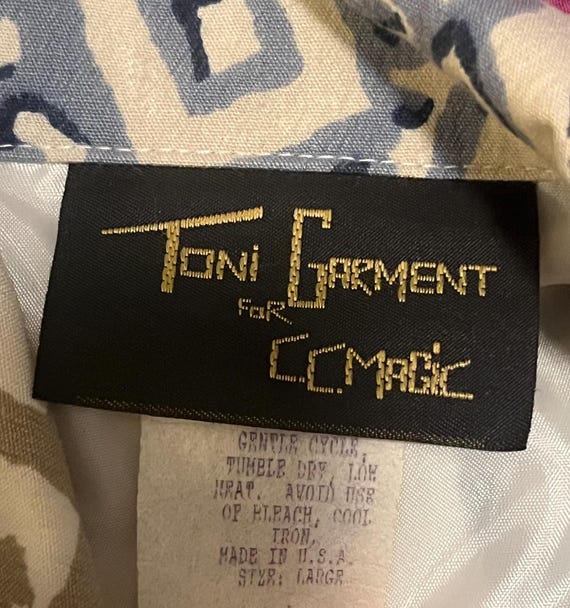 Toni Garment
FOR
C.C. Magic
GENTLE CYCLE,
TUMBLE DRY, LOW
HEAT. AVOID USE
OF BLEACH, COOL
IRON.
MADE IN U.S.A.
SIZE: LARGE